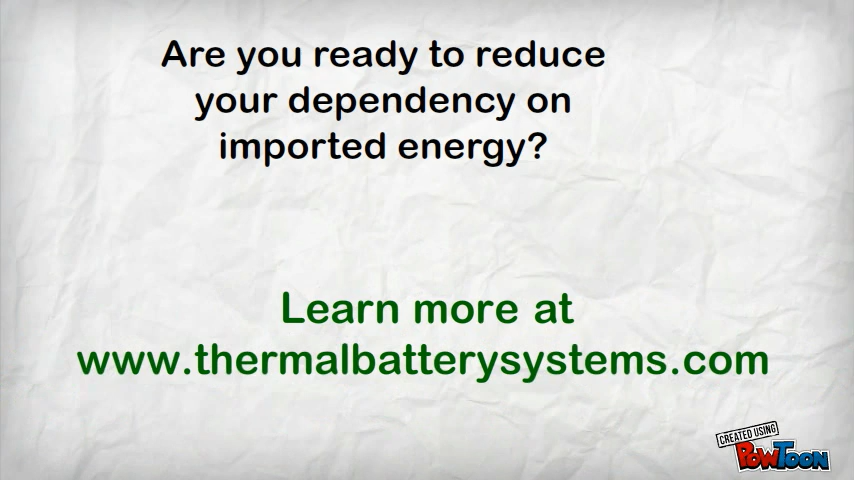 Are you ready to reduce
your dependency on
imported energy?
Learn more at
www.thermalbatterysystems.com
CREATED USING
POWTOON